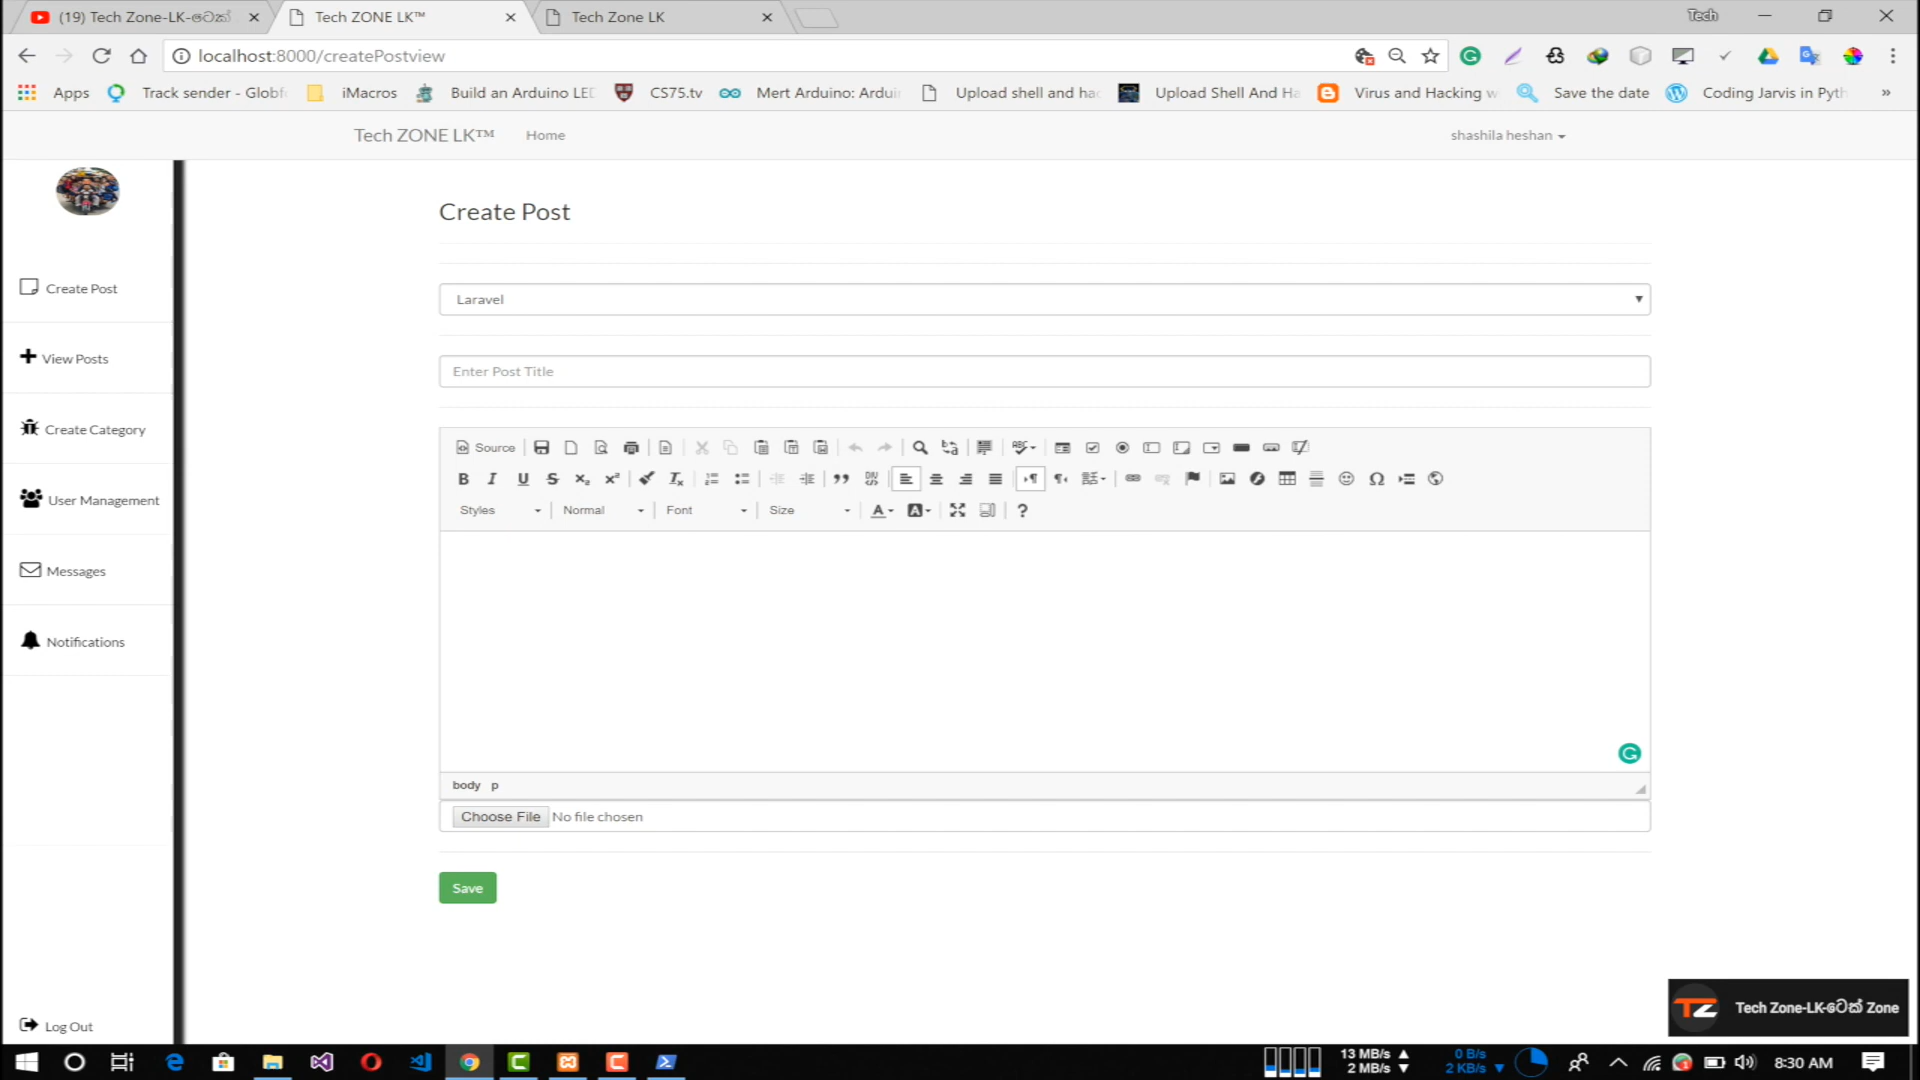 (19) Tech Zone-LK-ටෙක්
Tech ZONE LK™
Tech Zone LK
Tech
localhost:8000/createPostview
Apps
Track sender - Globf
iMacros
Build an Arduino LED
CS75.tv
Mert Arduino: Ardui
Upload shell and hac
Upload Shell And Ha
Virus and Hacking w
Save the date
Coding Jarvis in Pyth
»
Tech ZONE LK™
Home
shashila heshan
Create Post
Create Post
Laravel
View Posts
Enter Post Title
Create Category
Source
User Management
Styles
Normal
Font
Size
Messages
Notifications
body p
Choose File No file chosen
Save
Log Out
TZ
Tech Zone-LK-ටෙක් Zone
13 MB/s
2 MB/s
0 B/s
2 KB/s
8:30 AM